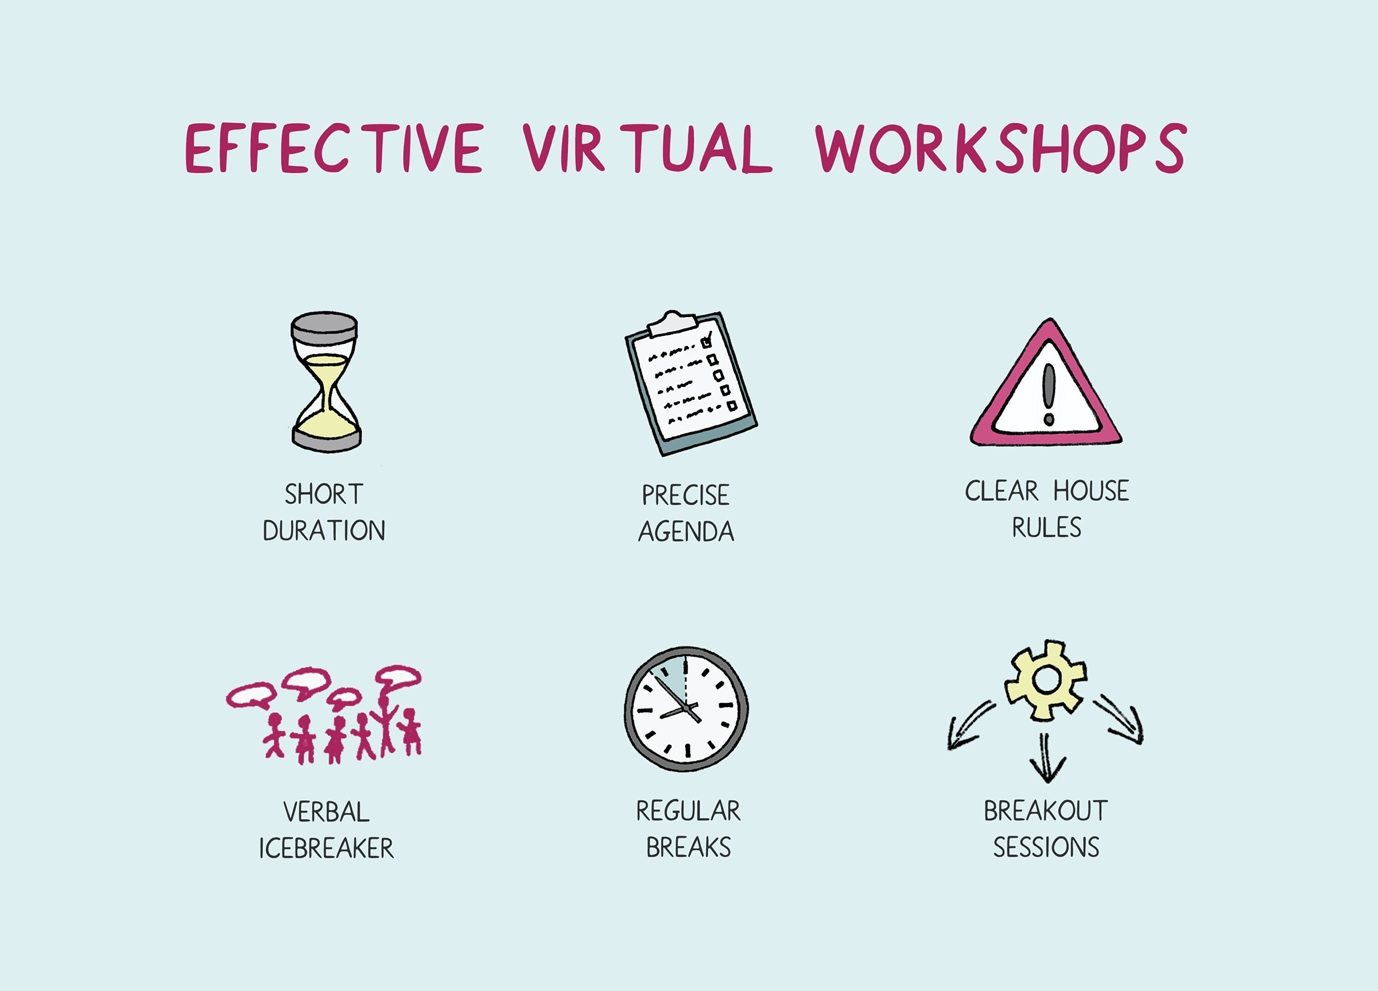 EFFECTIVE VIRTUAL WORKSHOPS
SHORT
DURATION
PRECISE
AGENDA
CLEAR HOUSE
RULES
VERBAL
ICEBREAKER
REGULAR
BREAKS
BREAKOUT
SESSIONS